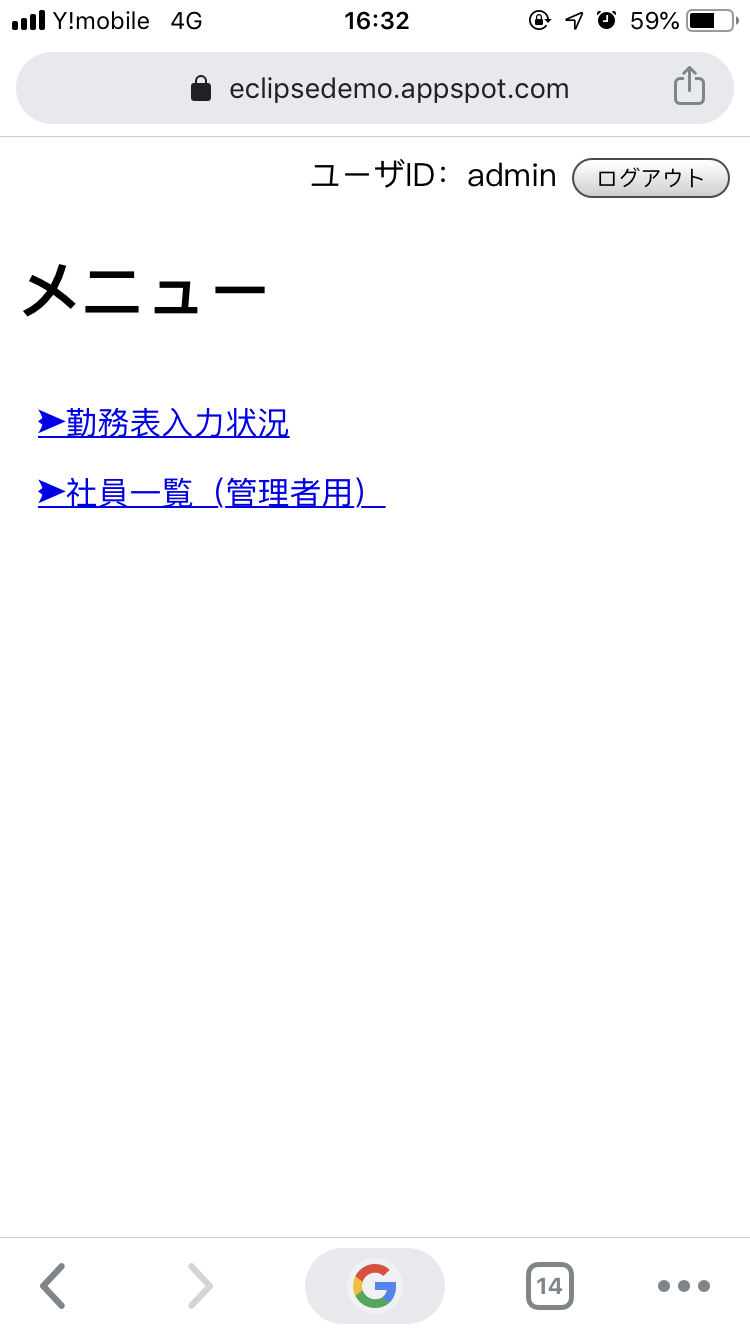 Y!mobile 4G 16:32 59%
eclipsedemo.appspot.com
ユーザID：admin ログアウト
メニュー
➤勤務表入力状況
➤社員一覧（管理者用）
14